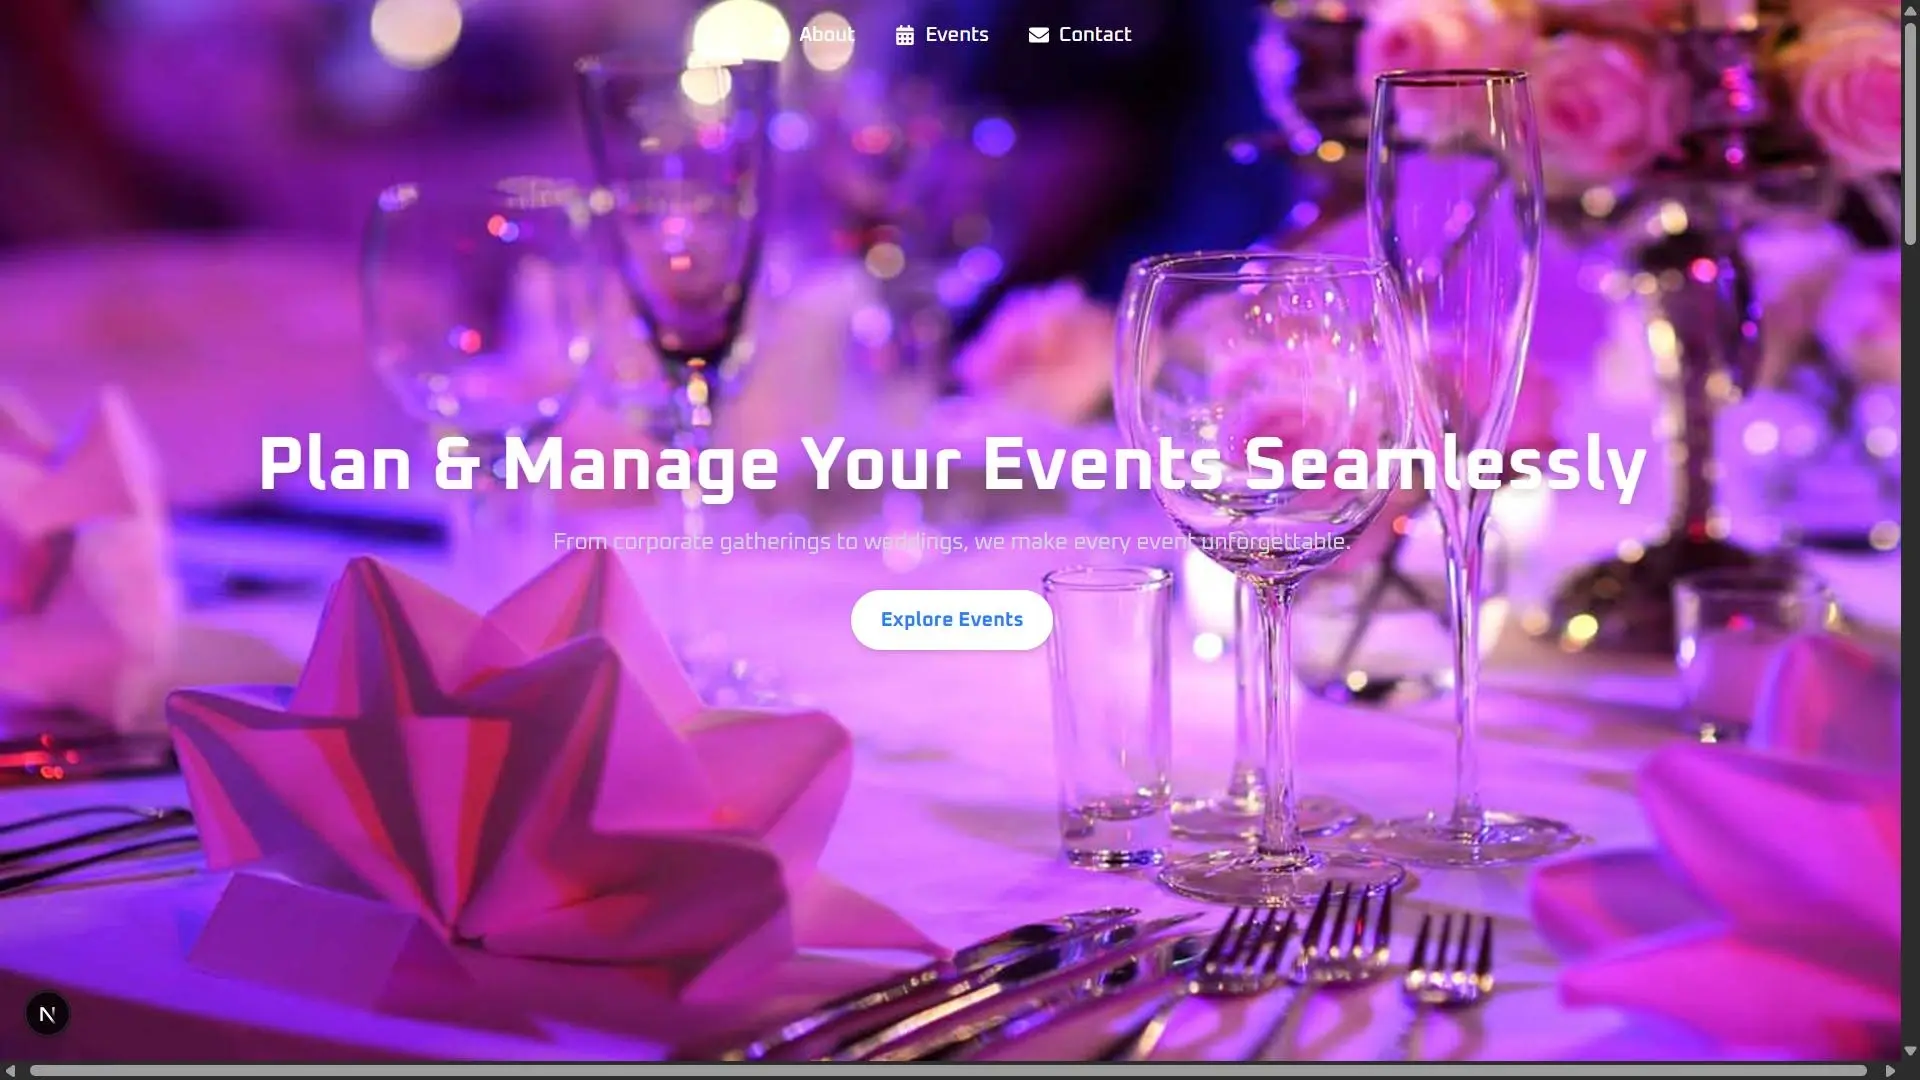 About
Events
Contact
Plan & Manage Your Events Seamlessly
From corporate gatherings to weddings, we make every event unforgettable.
Explore Events
N